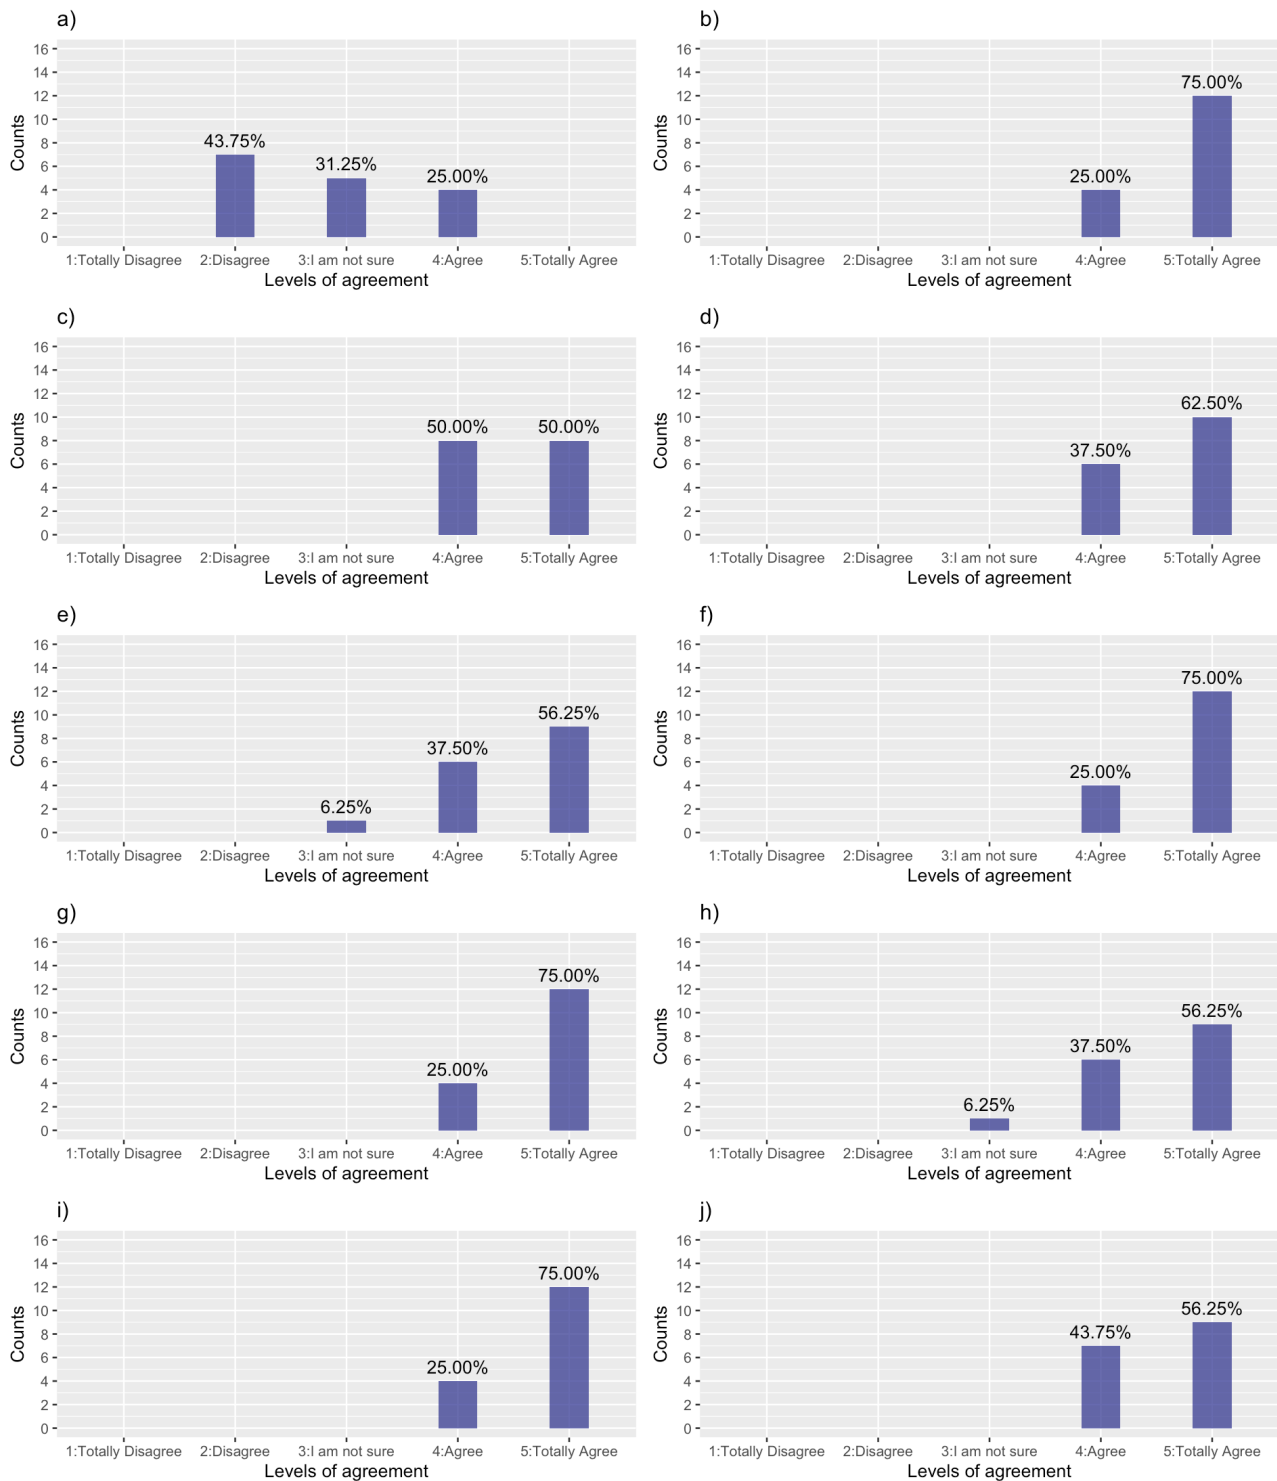 a)
16
14
12
10
8
6
4
2
0
Counts
43.75%
31.25%
25.00%
1:Totally Disagree 2:Disagree 3:I am not sure 4:Agree 5:Totally Agree
Levels of agreement
b)
16
14
12
10
8
6
4
2
0
Counts
25.00%
75.00%
1:Totally Disagree 2:Disagree 3:I am not sure 4:Agree 5:Totally Agree
Levels of agreement
c)
16
14
12
10
8
6
4
2
0
Counts
50.00% 50.00%
1:Totally Disagree 2:Disagree 3:I am not sure 4:Agree 5:Totally Agree
Levels of agreement
d)
16
14
12
10
8
6
4
2
0
Counts
37.50%
62.50%
1:Totally Disagree 2:Disagree 3:I am not sure 4:Agree 5:Totally Agree
Levels of agreement
e)
16
14
12
10
8
6
4
2
0
Counts
6.25%
37.50%
56.25%
1:Totally Disagree 2:Disagree 3:I am not sure 4:Agree 5:Totally Agree
Levels of agreement
f)
16
14
12
10
8
6
4
2
0
Counts
25.00%
75.00%
1:Totally Disagree 2:Disagree 3:I am not sure 4:Agree 5:Totally Agree
Levels of agreement
g)
16
14
12
10
8
6
4
2
0
Counts
25.00%
75.00%
1:Totally Disagree 2:Disagree 3:I am not sure 4:Agree 5:Totally Agree
Levels of agreement
h)
16
14
12
10
8
6
4
2
0
Counts
6.25%
37.50%
56.25%
1:Totally Disagree 2:Disagree 3:I am not sure 4:Agree 5:Totally Agree
Levels of agreement
i)
16
14
12
10
8
6
4
2
0
Counts
25.00%
75.00%
1:Totally Disagree 2:Disagree 3:I am not sure 4:Agree 5:Totally Agree
Levels of agreement
j)
16
14
12
10
8
6
4
2
0
Counts
43.75%
56.25%
1:Totally Disagree 2:Disagree 3:I am not sure 4:Agree 5:Totally Agree
Levels of agreement